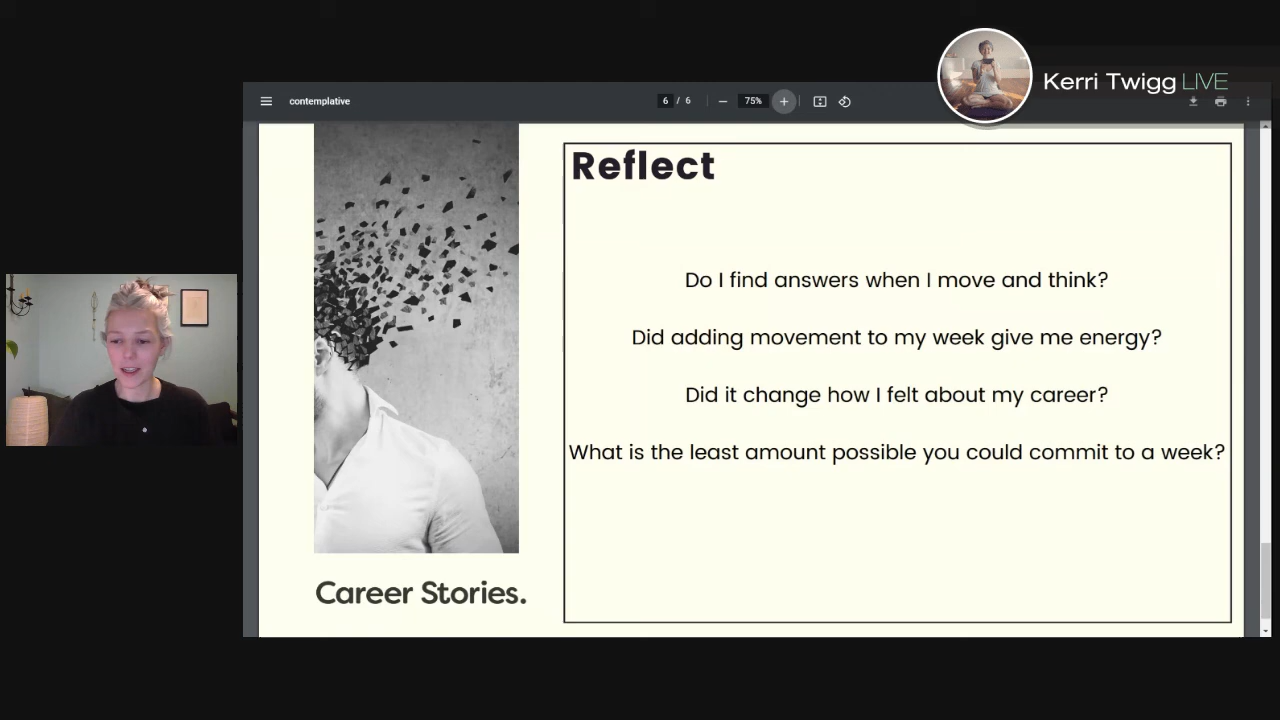 Kerri Twigg LIVE
contemplative
6 / 6
75%
Reflect
Do I find answers when I move and think?
Did adding movement to my week give me energy?
Did it change how I felt about my career?
What is the least amount possible you could commit to a week?
Career Stories.